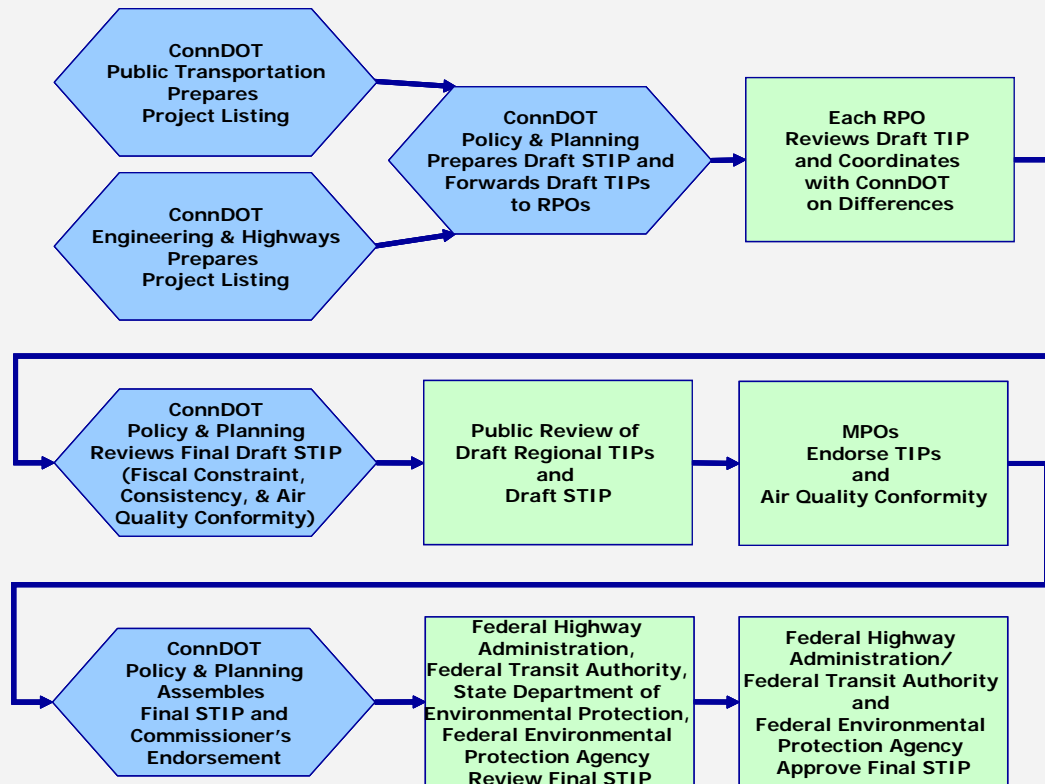 ConnDOT
Public Transportation
Prepares
Project Listing
ConnDOT
Engineering & Highways
Prepares
Project Listing
ConnDOT
Policy & Planning
Prepares Draft STIP and
Forwards Draft TIPs
to RPOs
Each RPO
Reviews Draft TIP
and Coordinates
with ConnDOT
on Differences
ConnDOT
Policy & Planning
Reviews Final Draft STIP
(Fiscal Constraint,
Consistency, & Air
Quality Conformity)
Public Review of
Draft Regional TIPs
and
Draft STIP
MPOs
Endorse TIPs
and
Air Quality Conformity
ConnDOT
Policy & Planning
Assembles
Final STIP and
Commissioner's
Endorsement
Federal Highway
Administration,
Federal Transit Authority,
State Department of
Environmental Protection,
Federal Environmental
Protection Agency
Review Final STIP
Federal Highway
Administration/
Federal Transit Authority
and
Federal Environmental
Protection Agency
Approve Final STIP